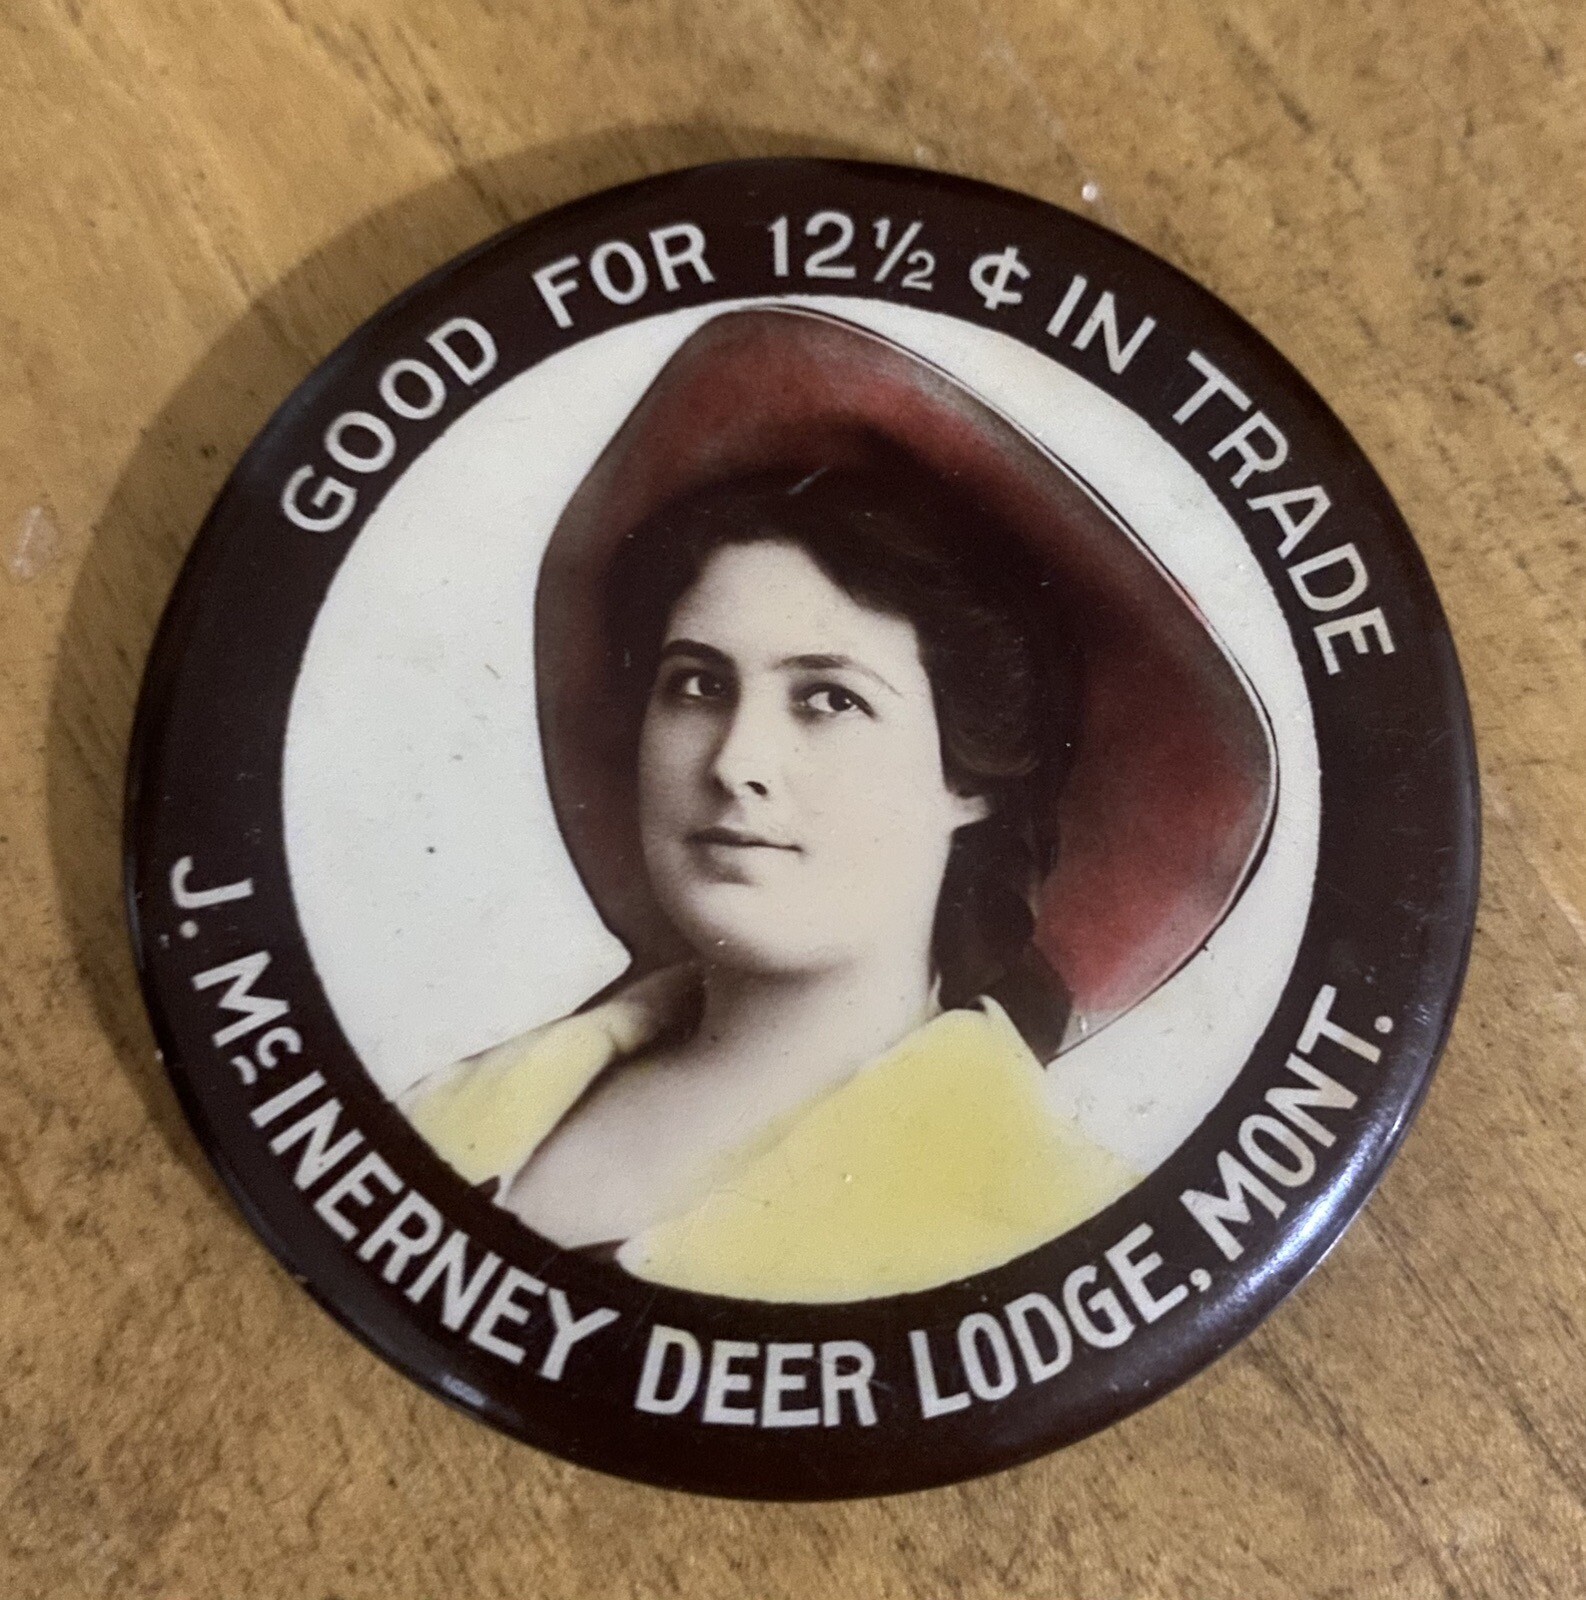 GOOD FOR 12½ ¢ IN TRADE
J. McINERNEY DEER LODGE, MONT.